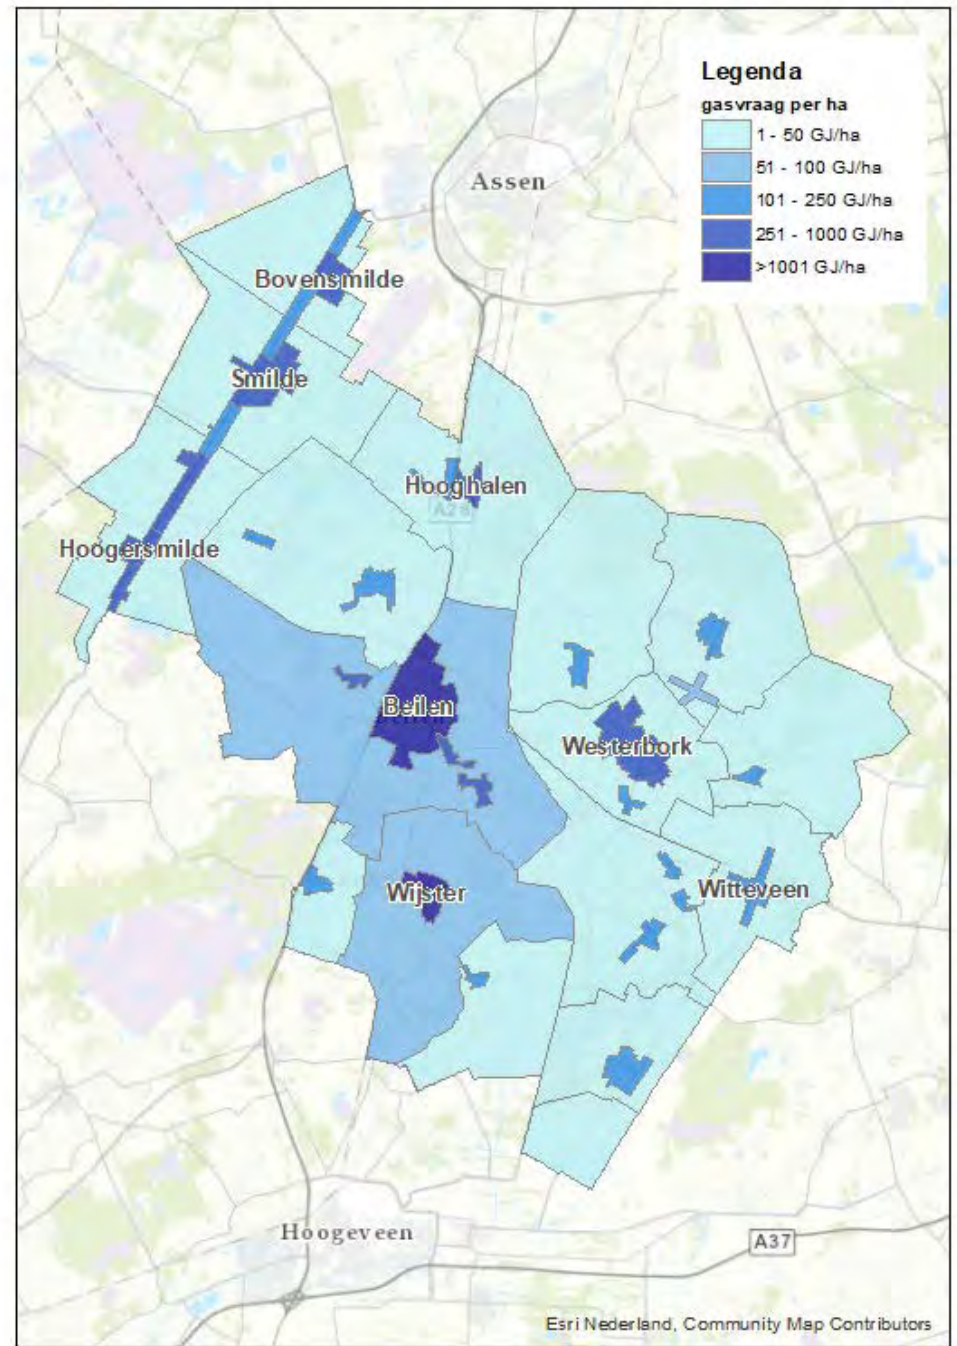 Legenda
gasvraag per ha
1 - 50 GJ/ha
51 - 100 GJ/ha
101 - 250 GJ/ha
251 - 1000 GJ/ha
>1001 GJ/ha
Assen
Bovensmilde
Smilde
Hooghalen
A28
Hoogersmilde
Beilen
Westerbork
Wijster
Witteveen
Hoogeveen
A37
Esri Nederland, Community Map Contributors